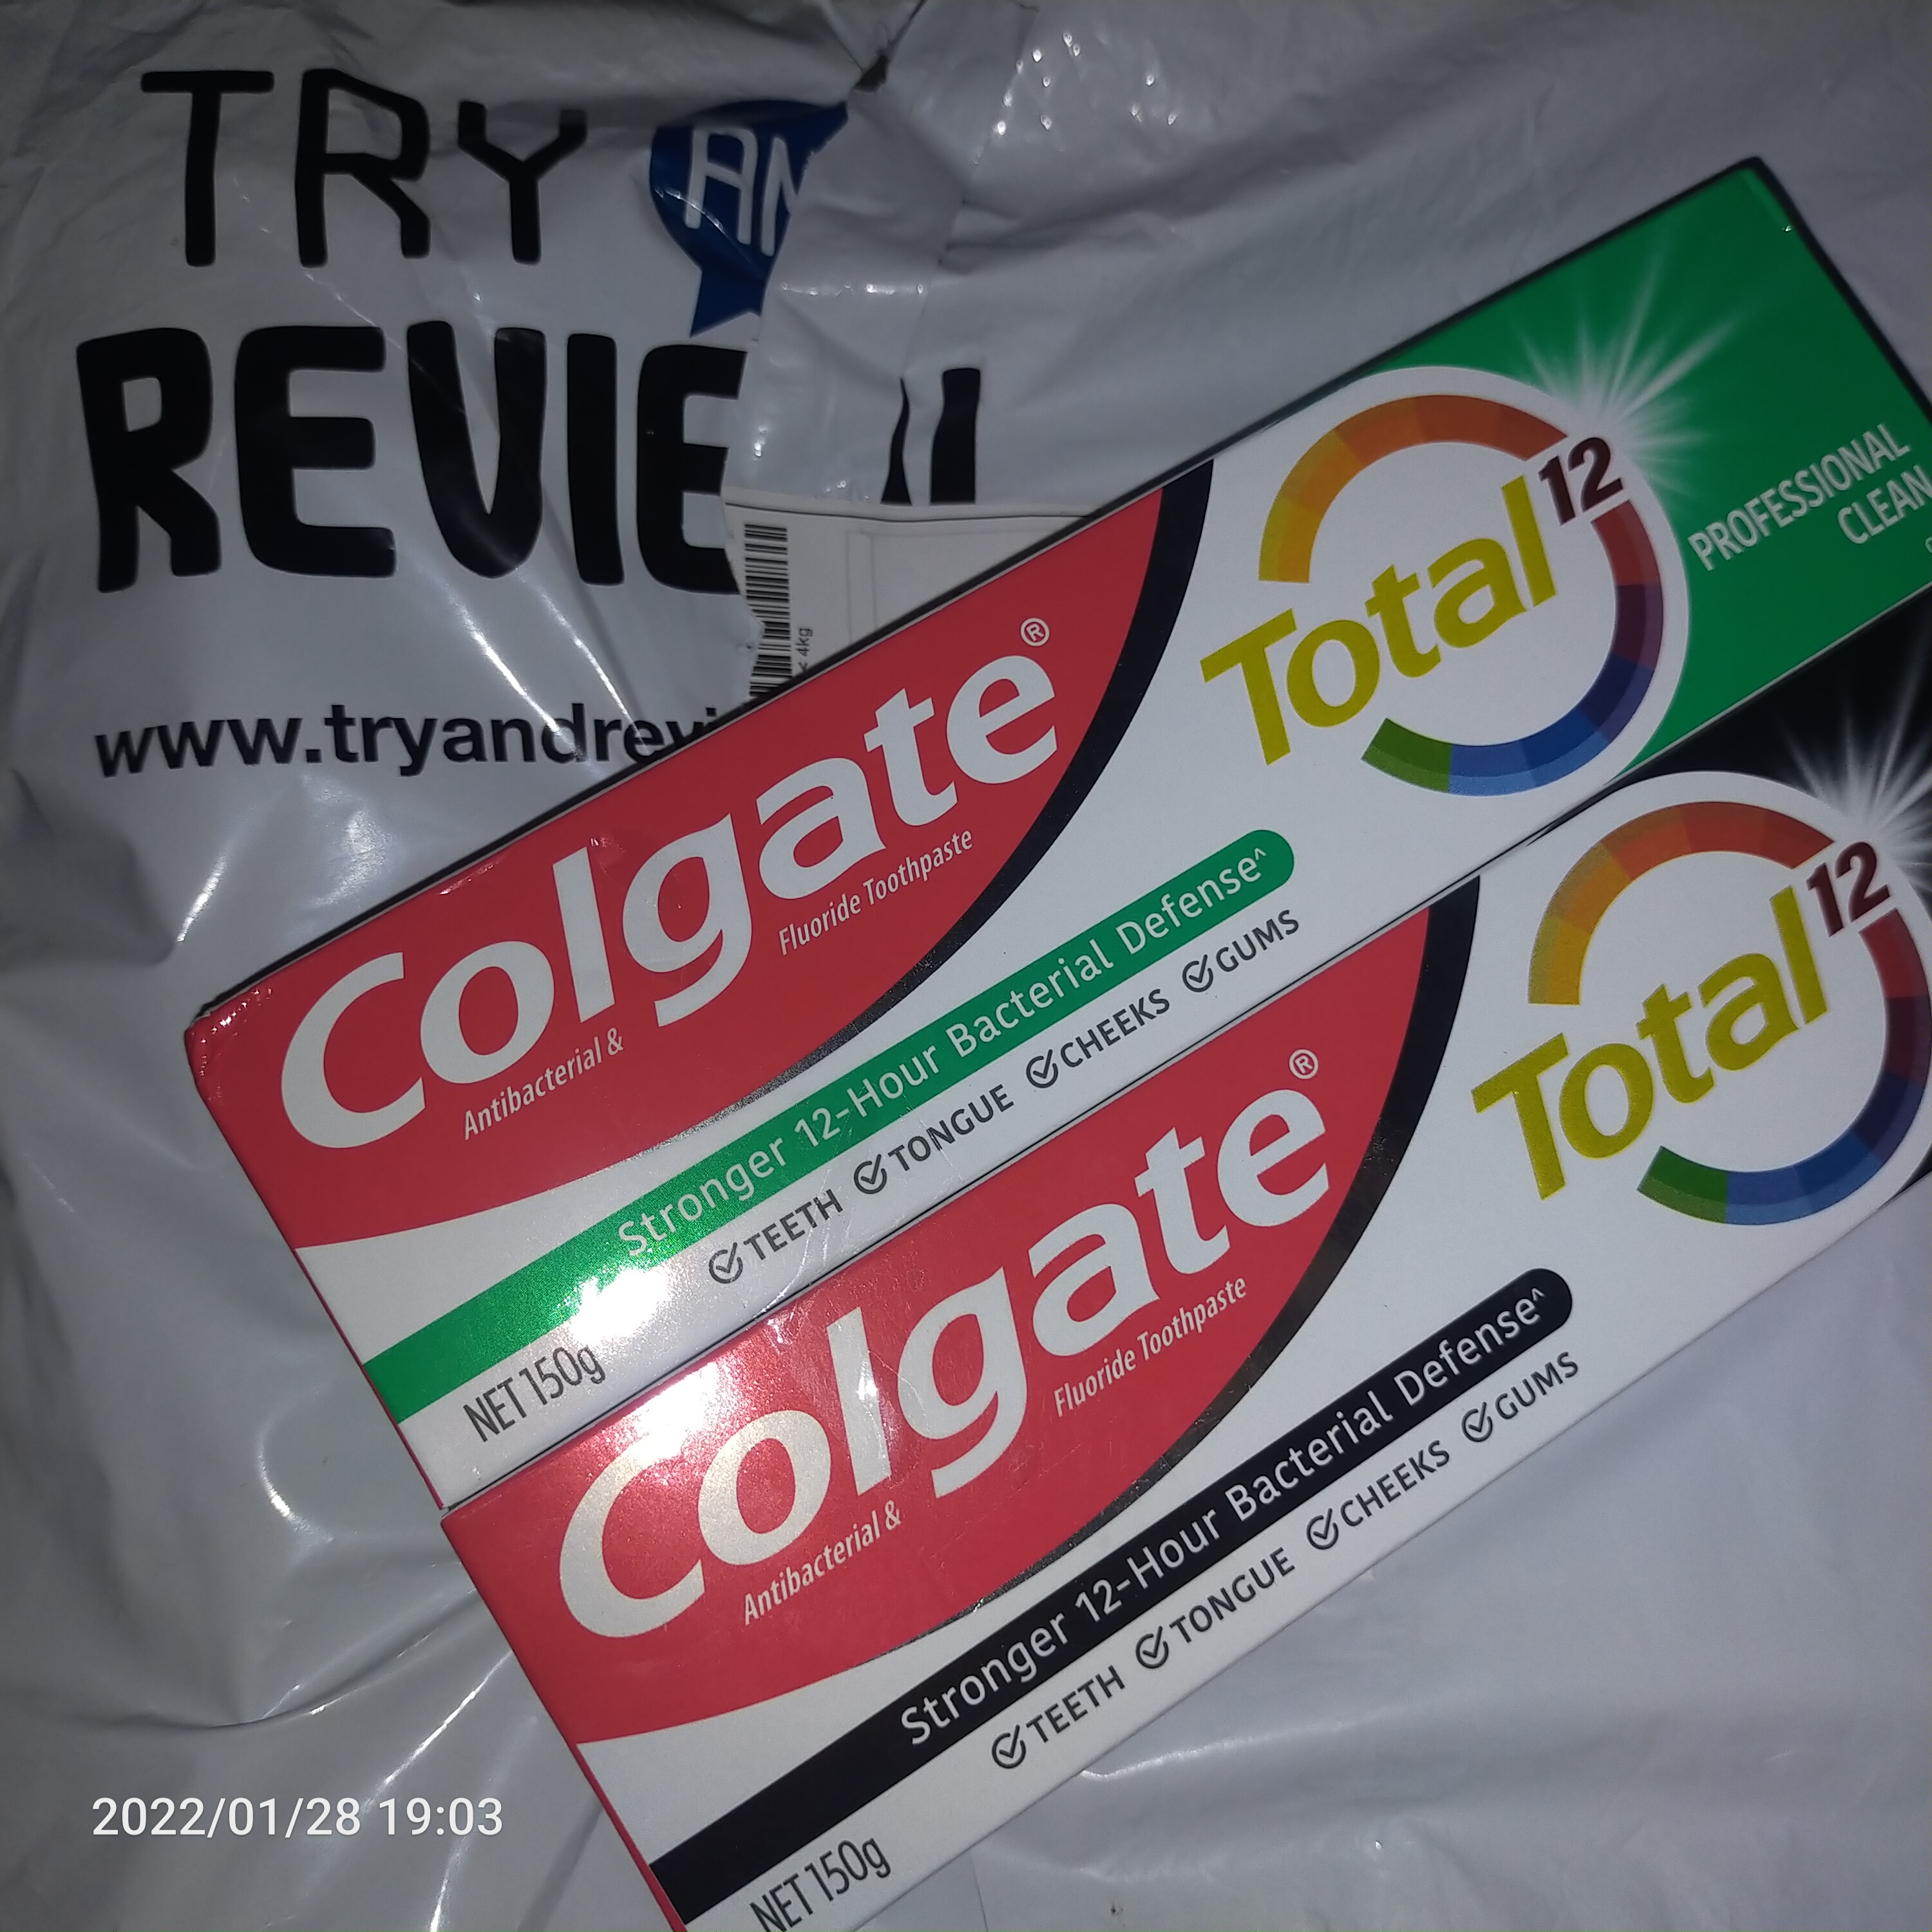 TRY
REVIE
www.tryandrevi
< 4kg
Colgate®
Antibacterial & Fluoride Toothpaste
Total 12
PROFESSIONAL
CLEAN
Stronger 12-Hour Bacterial Defense^
TEETH TONGUE CHEEKS GUMS
NET 150g
Colgate®
Antibacterial & Fluoride Toothpaste
Total 12
Stronger 12-Hour Bacterial Defense^
TEETH TONGUE CHEEKS GUMS
NET 150g
2022/01/28 19:03